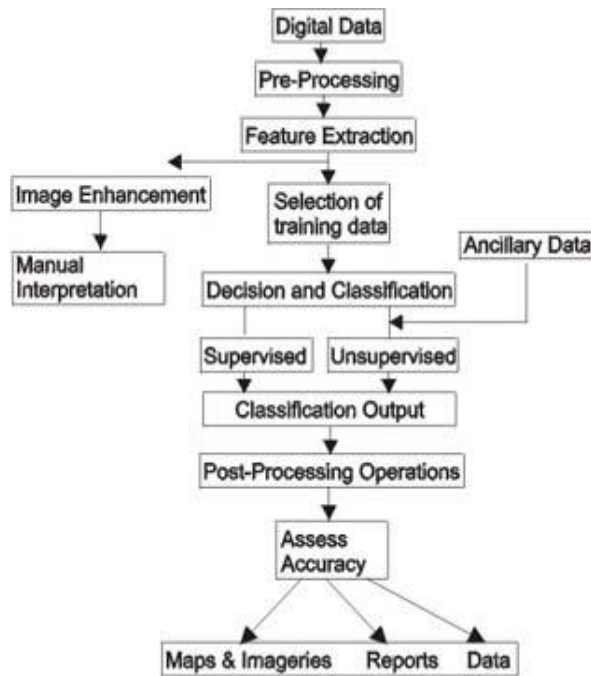 Digital Data
Pre-Processing
Feature Extraction
Image Enhancement
Selection of
training data
Ancillary Data
Manual
Interpretation
Decision and Classification
Supervised
Unsupervised
Classification Output
Post-Processing Operations
Assess
Accuracy
Maps & Imageries
Reports
Data